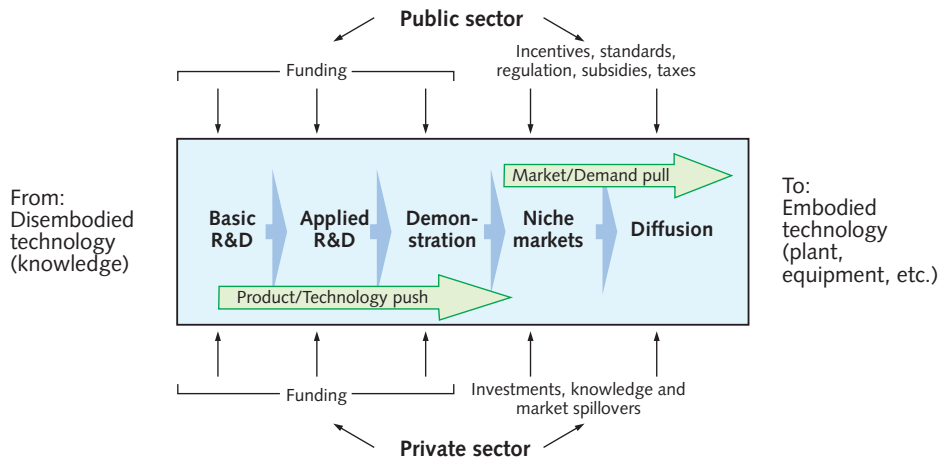 Public sector
Funding
Incentives, standards,
regulation, subsidies, taxes
From:
Disembodied
technology
(knowledge)
Market/Demand pull
Basic
R&D
Applied
R&D
Demon-
stration
Niche
markets
Diffusion
Product/Technology push
To:
Embodied
technology
(plant,
equipment, etc.)
Funding
Investments, knowledge and
market spillovers
Private sector